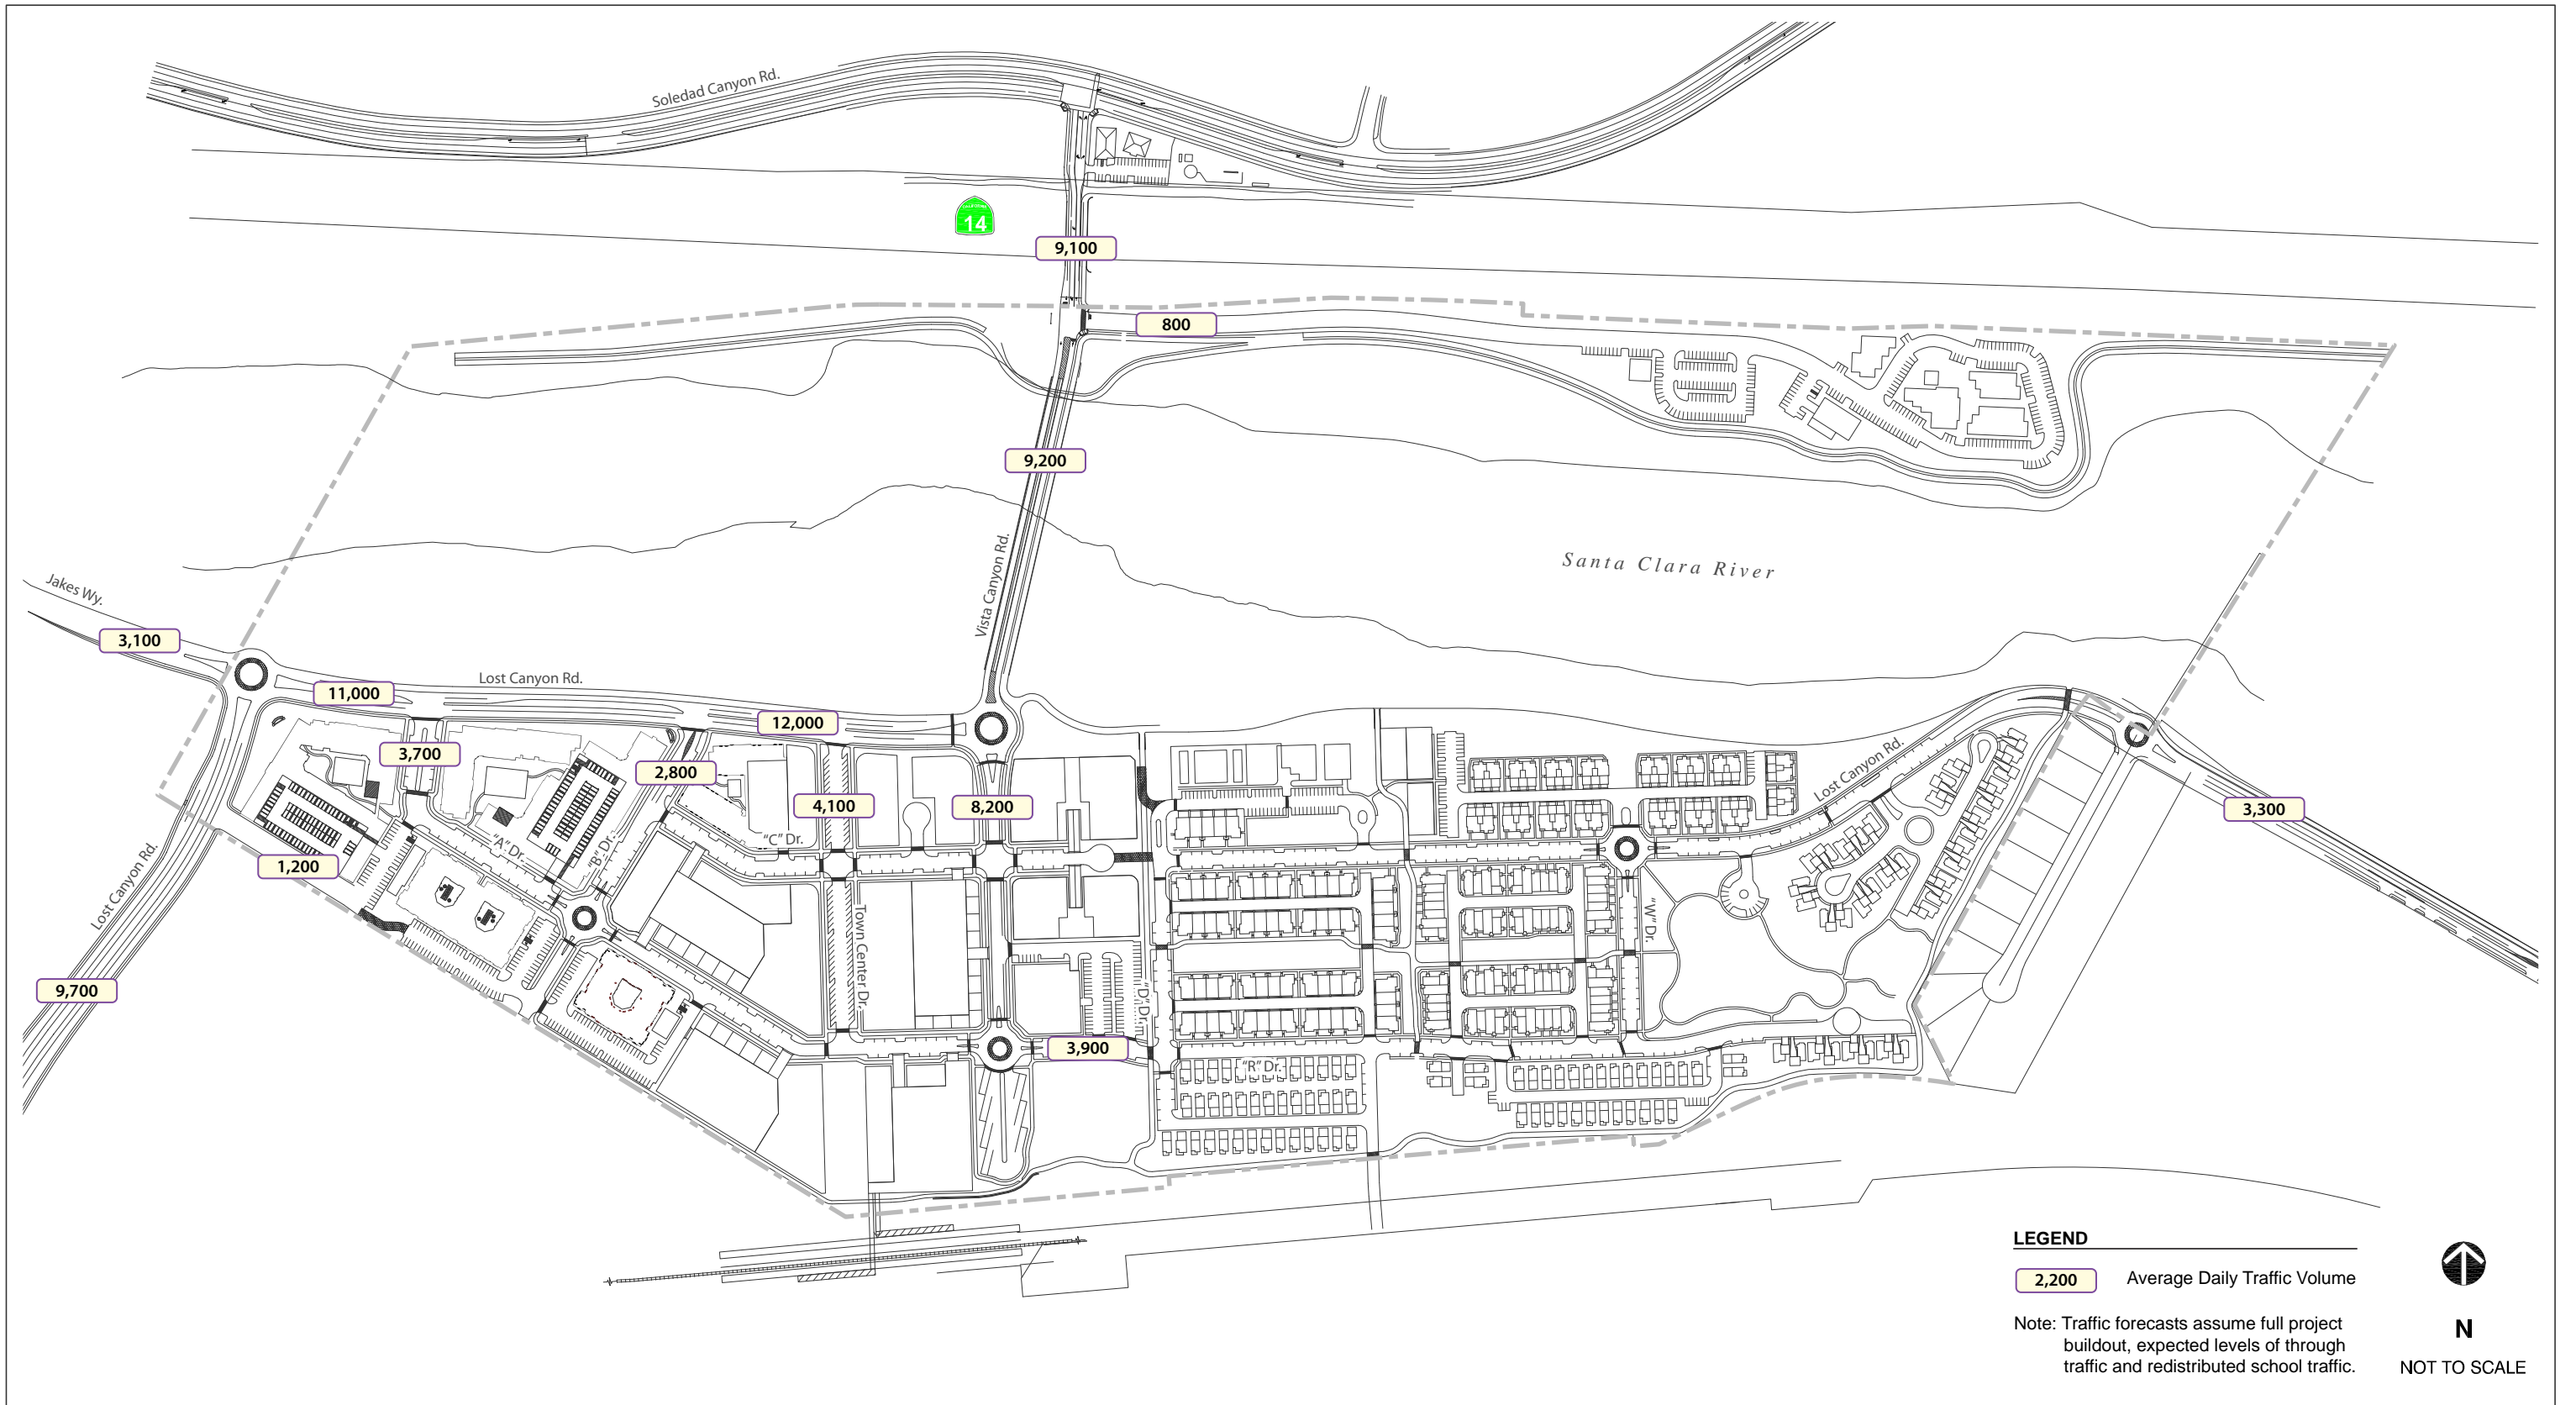 Soledad Canyon Rd.
14
9,100
800
9,200
Santa Clara River
Vista Canyon Rd.
Jakes Wy.
3,100
Lost Canyon Rd.
11,000
12,000
3,700
2,800
4,100
8,200
Lost Canyon Rd.
3,300
"C" Dr.
"A" Dr.
"B" Dr.
1,200
Lost Canyon Rd.
Town Center Dr.
"W" Dr.
9,700
"D" Dr.
3,900
"R" Dr.
LEGEND
2,200 Average Daily Traffic Volume
Note: Traffic forecasts assume full project
buildout, expected levels of through
traffic and redistributed school traffic.
N
NOT TO SCALE